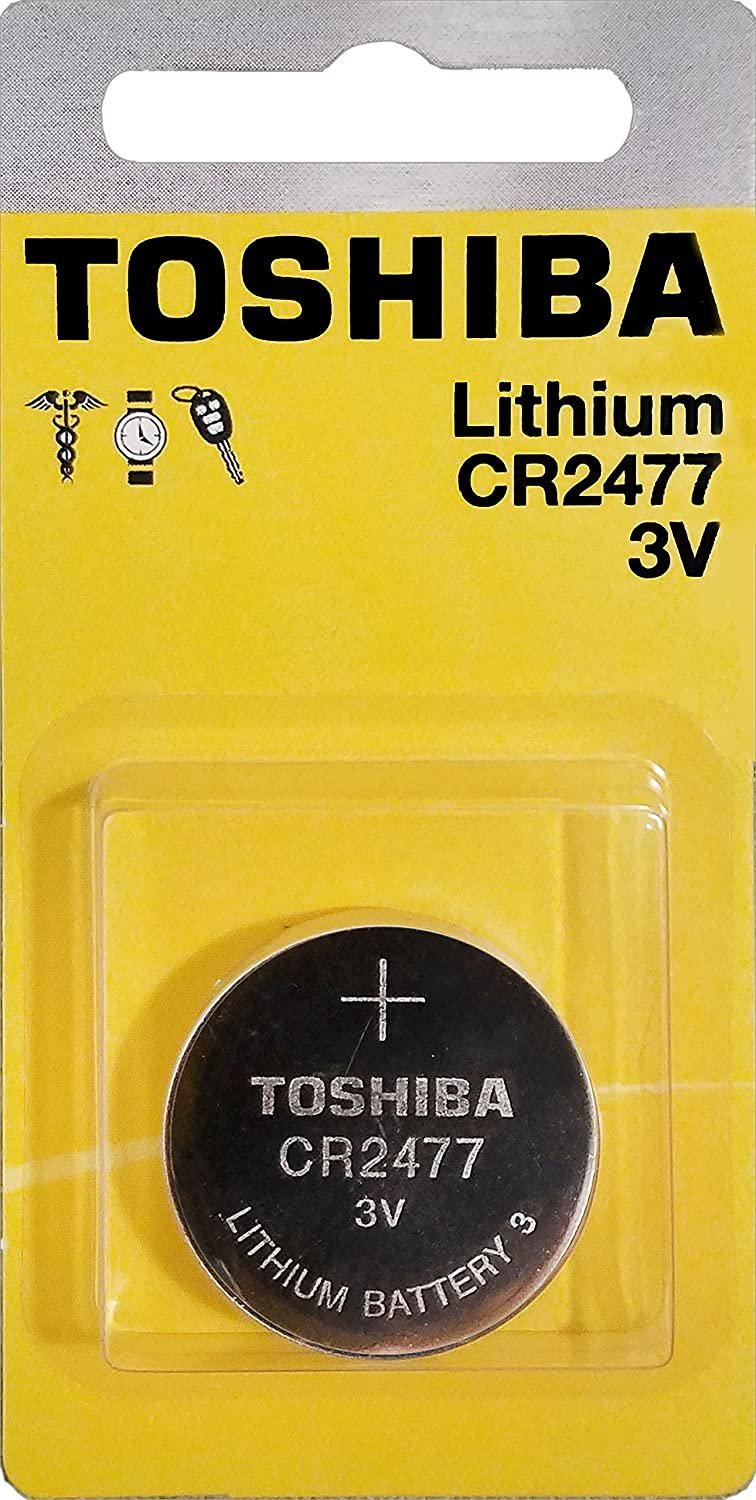 TOSHIBA
Lithium
CR2477
3V
+
TOSHIBA
CR2477
3V
LITHIUM BATTERY 3